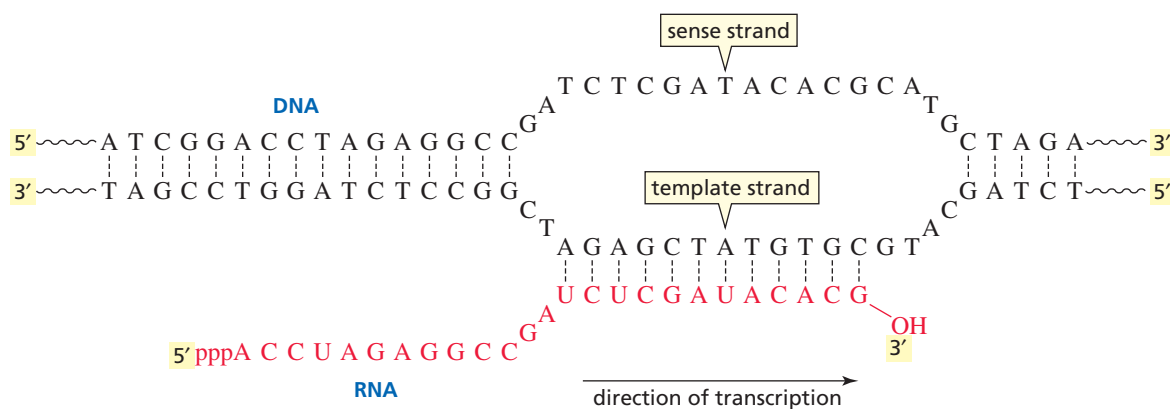 sense strand
DNA
5′ A T C G G A C C T A G A G G C C G A T C T C G A T A C A C G C A T G C T A G A 3′
3′ T A G C C T G G A T C T C C G G C T A G A G C T A T G T G C G T A C G A T C T 5′
template strand
5′ pppA C C U A G A G G C C G A U C U C G A U A C A C G OH
3′
RNA
direction of transcription